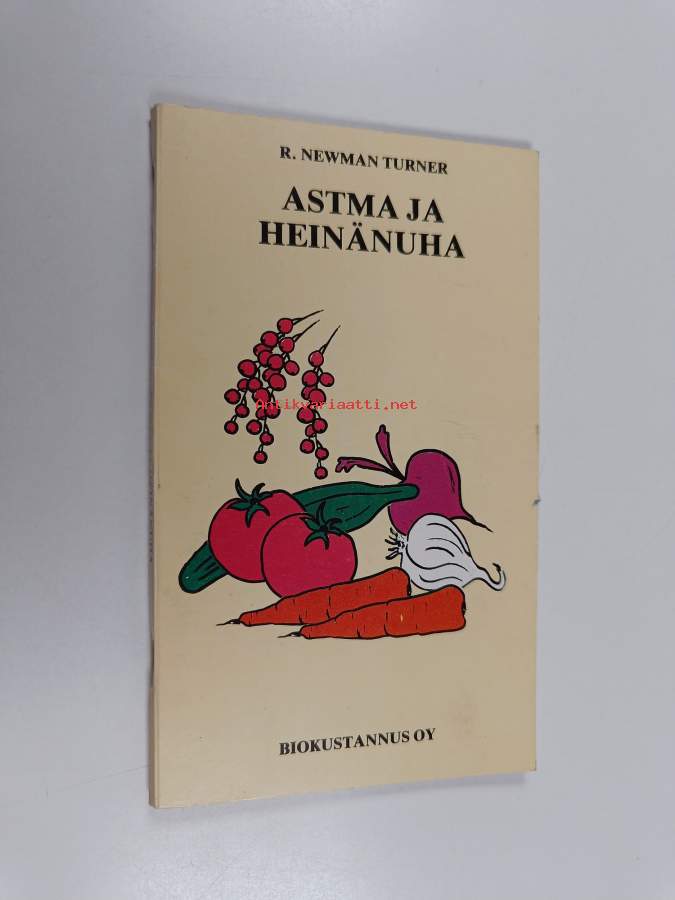 R. NEWMAN TURNER
ASTMA JA
HEINÄNUHA
Antikvariaatti.net
BIOKUSTANNUS OY